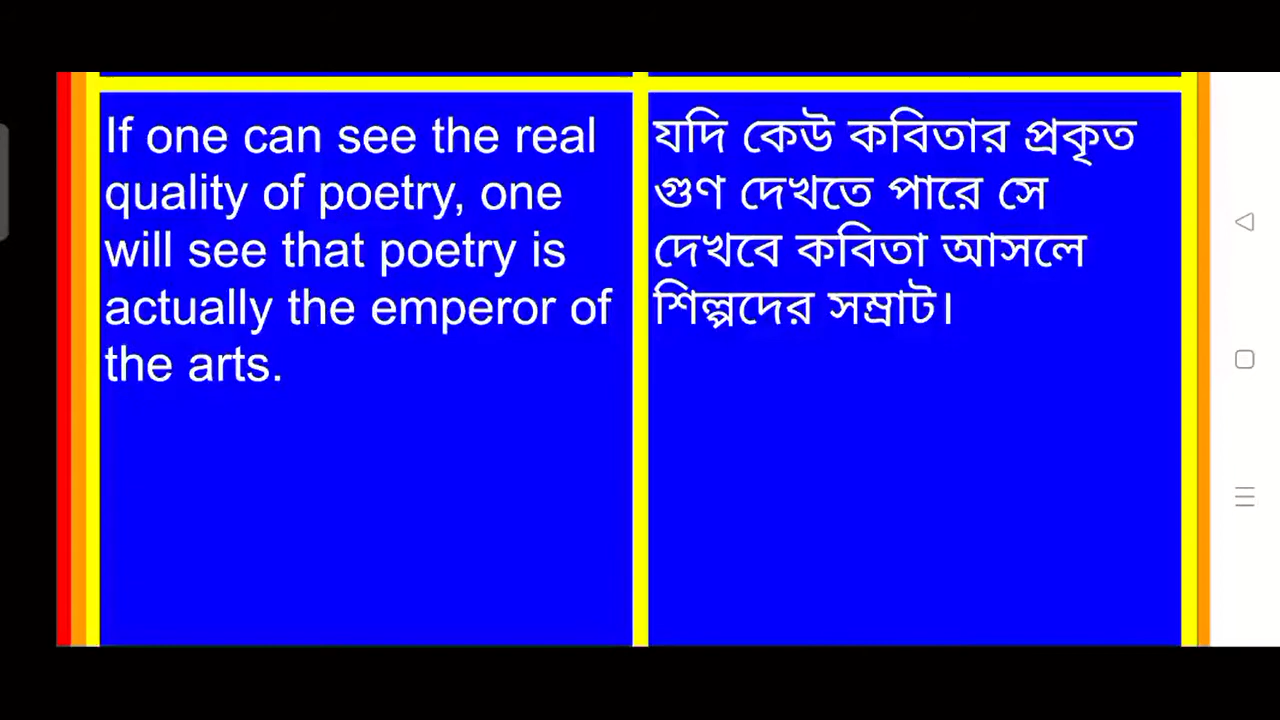 If one can see the real
quality of poetry, one
will see that poetry is
actually the emperor of
the arts.
যদি কেউ কবিতার প্রকৃত
গুণ দেখতে পারে সে
দেখবে কবিতা আসলে
শিল্পদের সম্রাট।